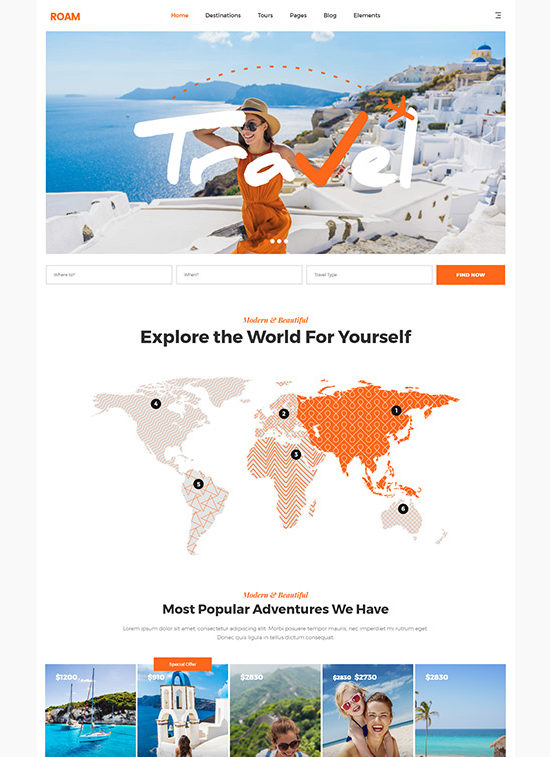 ROAM
Home Destinations Tours Pages Blog Elements
Travel
Where to? When? Travel Type FIND NOW
Modern & Beautiful
Explore the World For Yourself
1
2
3
4
5
6
Modern & Beautiful
Most Popular Adventures We Have
Lorem ipsum dolor sit amet, consectetur adipiscing elit. Morbi posuere tempor mauris, nec imperdiet mi rutrum eget.
Donec quis ligula in tellus dictum consequat.
Special Offer
$1200 $910 $2830 $2830 $2730 $2830